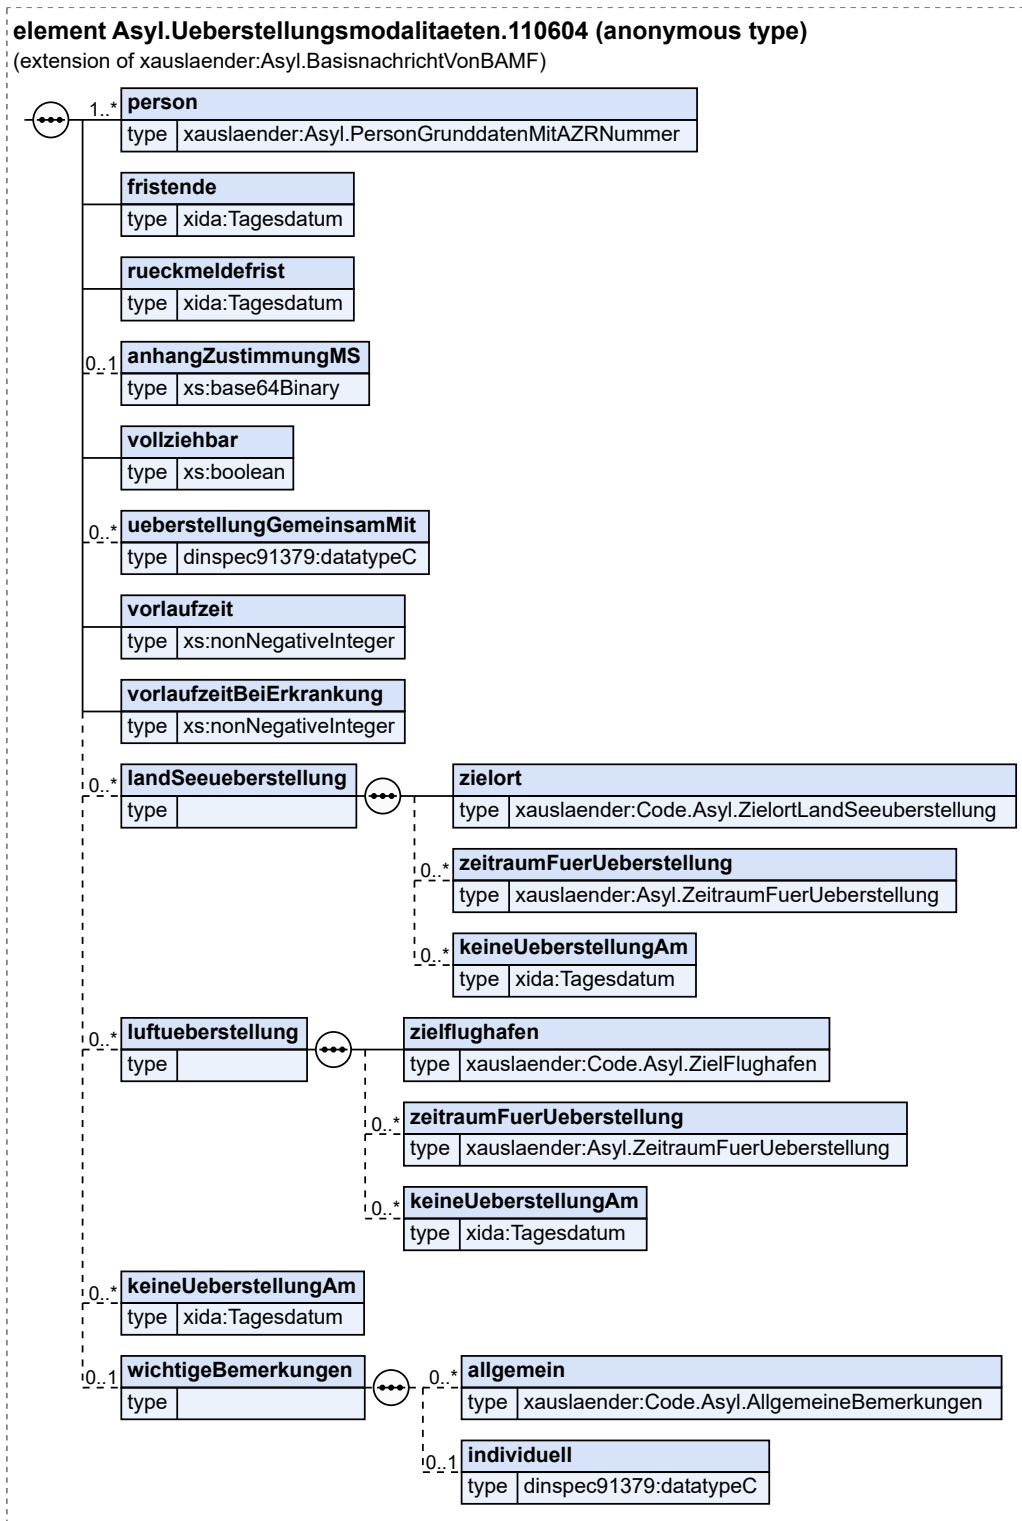 element Asyl.Ueberstellungsmodalitaeten.110604 (anonymous type)
(extension of xauslaender:Asyl.BasisnachrichtVonBAMF)
1..* person
type xauslaender:Asyl.PersonGrunddatenMitAZRNummer
fristende
type xida:Tagesdatum
rueckmeldefrist
type xida:Tagesdatum
0..1 anhangZustimmungMS
type xs:base64Binary
vollziehbar
type xs:boolean
0..* ueberstellungGemeinsamMit
type dinspec91379:datatypeC
vorlaufzeit
type xs:nonNegativeInteger
vorlaufzeitBeiErkrankung
type xs:nonNegativeInteger
0..* landSeeueberstellung
type
zielort
type xauslaender:Code.Asyl.ZielortLandSeeuberstellung
0..* zeitraumFuerUeberstellung
type xauslaender:Asyl.ZeitraumFuerUeberstellung
0..* keineUeberstellungAm
type xida:Tagesdatum
0..* luftueberstellung
type
zielflughafen
type xauslaender:Code.Asyl.ZielFlughafen
0..* zeitraumFuerUeberstellung
type xauslaender:Asyl.ZeitraumFuerUeberstellung
0..* keineUeberstellungAm
type xida:Tagesdatum
0..* keineUeberstellungAm
type xida:Tagesdatum
0..1 wichtigeBemerkungen
type
0..* allgemein
type xauslaender:Code.Asyl.AllgemeineBemerkungen
0..1 individuell
type dinspec91379:datatypeC